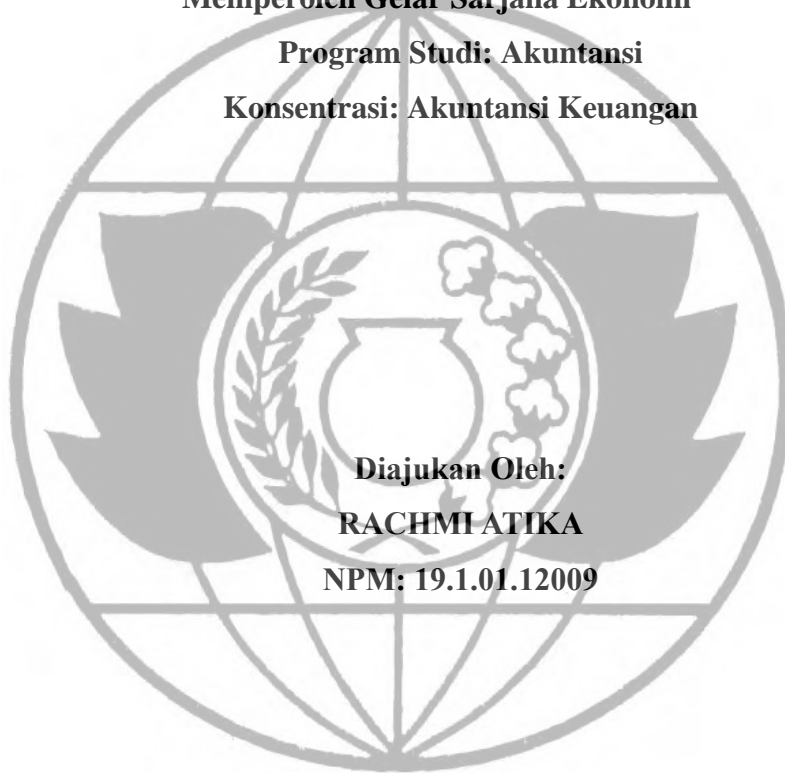 Memperoleh Gelar Sarjana Ekonomi
Program Studi: Akuntansi
Konsentrasi: Akuntansi Keuangan
Diajukan Oleh:
RACHMI ATIKA
NPM: 19.1.01.12009